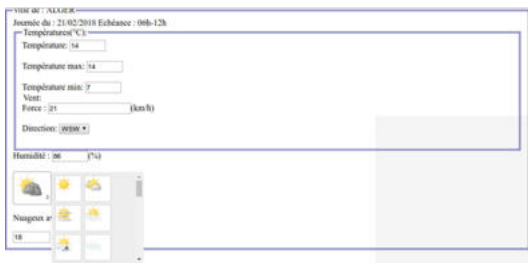 Ville de : ALGER
Journée du : 21/02/2018 Echéance : 06h-12h
Températures(°C):
Température: 14
Température max: 14
Température min: 7
Vent:
Force : 21 (km/h)
Direction: WSW
Humidité : 86 (%)
Nuageux av
18